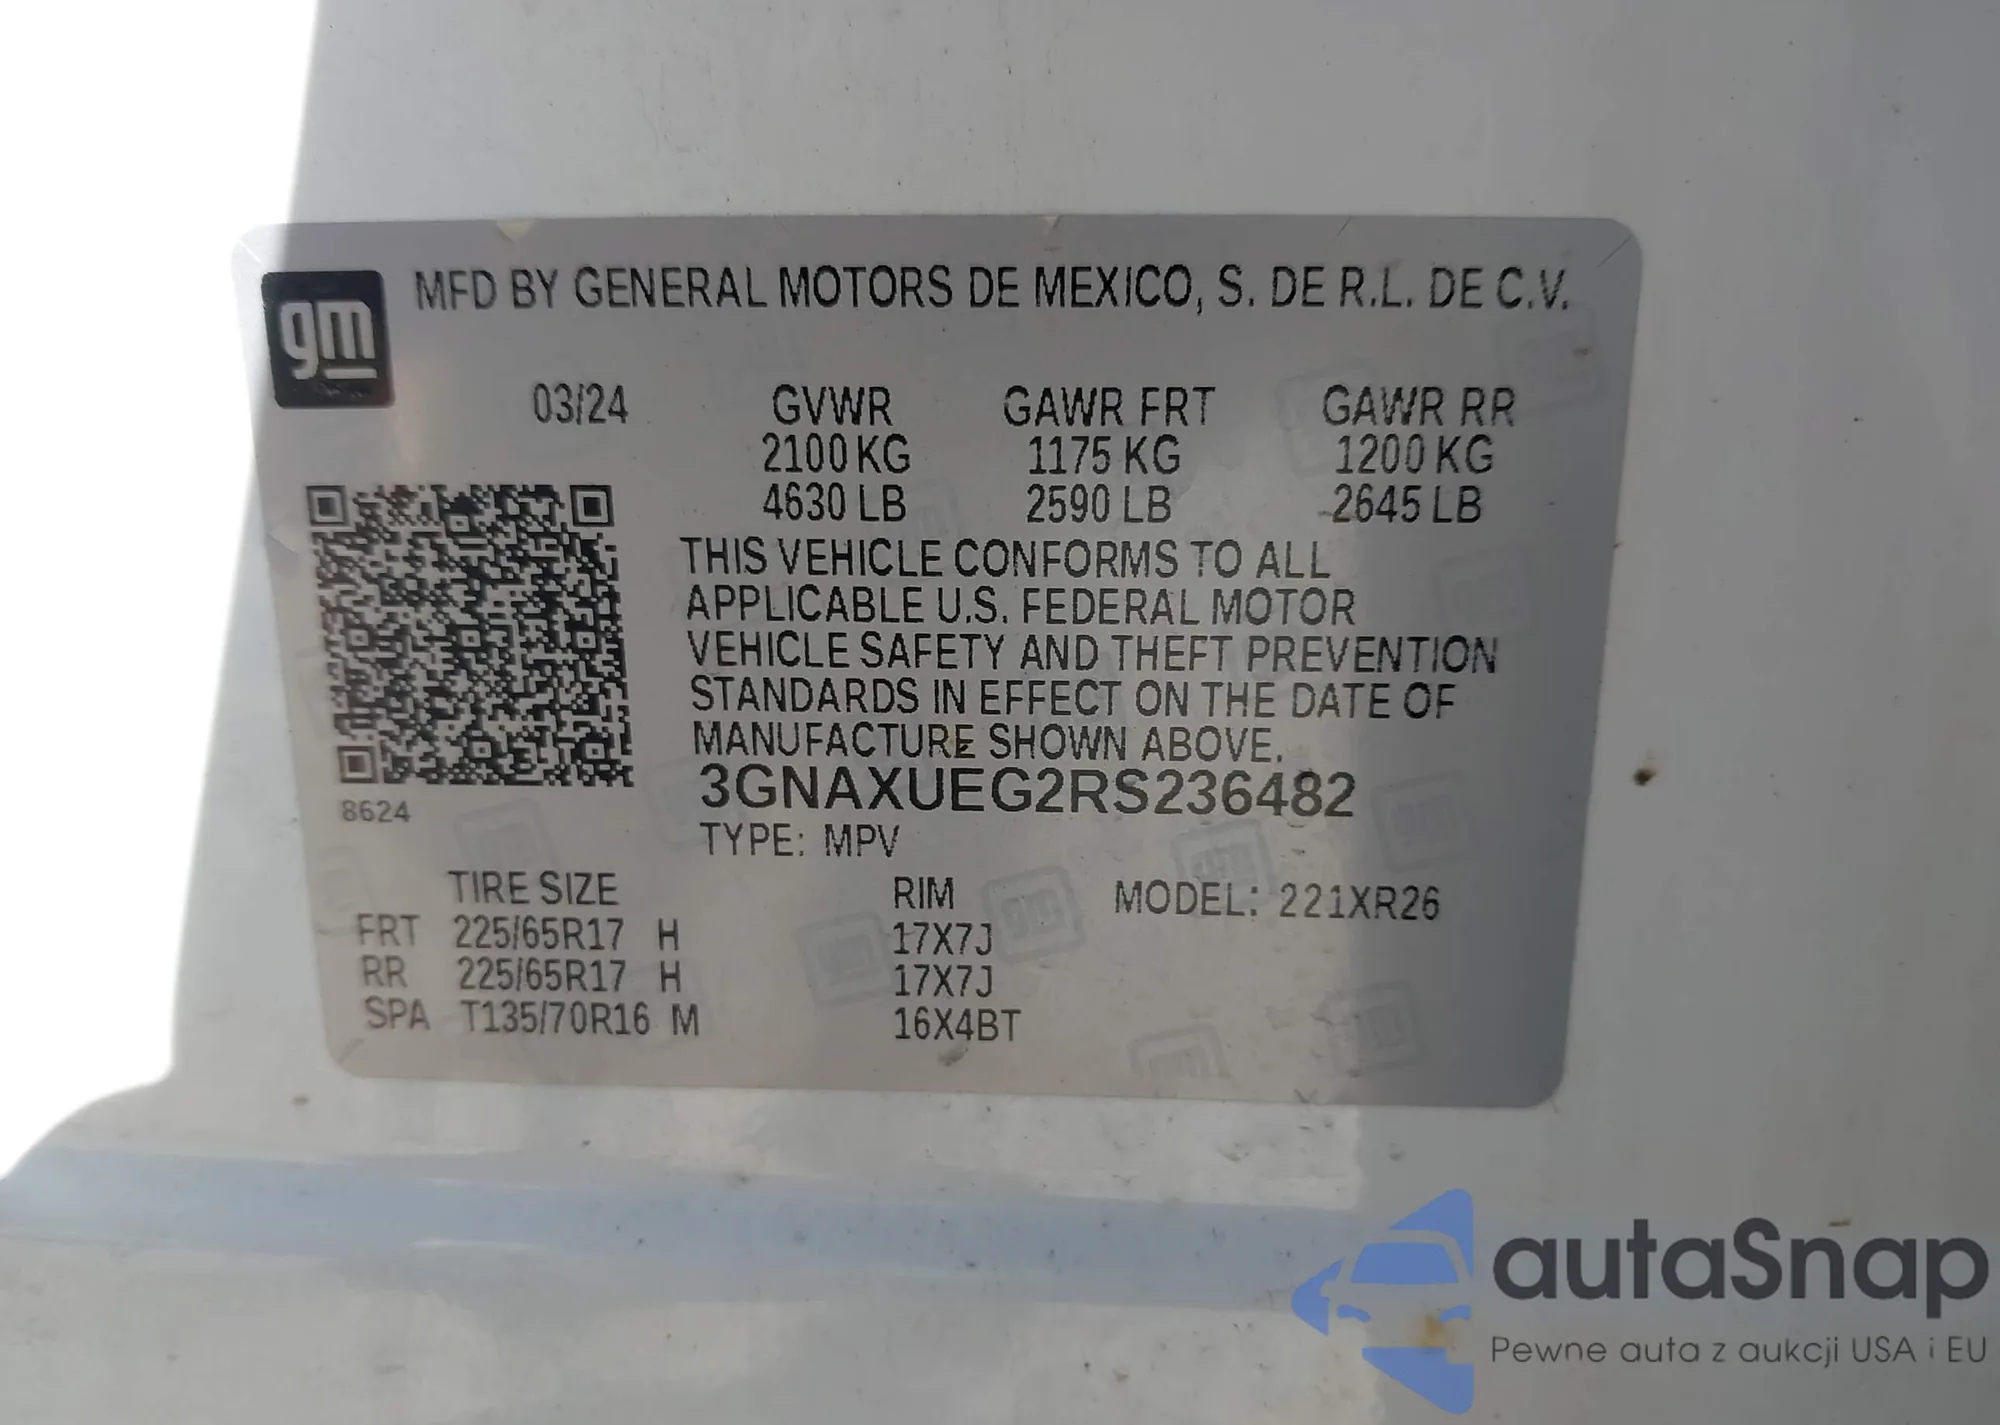 gm
MFD BY GENERAL MOTORS DE MEXICO, S. DE R.L. DE C.V.
03/24 GVWR GAWR FRT GAWR RR
2100 KG 1175 KG 1200 KG
4630 LB 2590 LB 2645 LB
THIS VEHICLE CONFORMS TO ALL
APPLICABLE U.S. FEDERAL MOTOR
VEHICLE SAFETY AND THEFT PREVENTION
STANDARDS IN EFFECT ON THE DATE OF
MANUFACTURE SHOWN ABOVE.
3GNAXUEG2RS236482
8624
TYPE: MPV
TIRE SIZE RIM MODEL: 221XR26
FRT 225/65R17 H 17X7J
RR 225/65R17 H 17X7J
SPA T135/70R16 M 16X4BT
autaSnap
Pewne auta z aukcji USA i EU